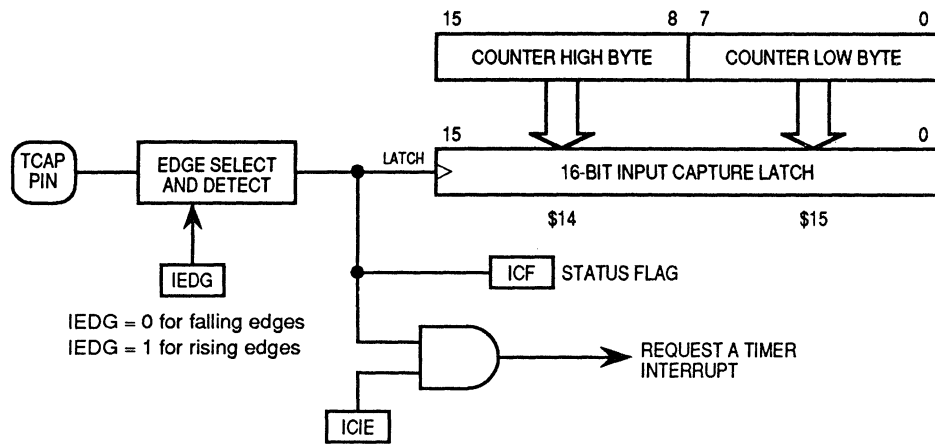 15 8 7 0
COUNTER HIGH BYTE COUNTER LOW BYTE
15 0
TCAP
PIN
EDGE SELECT
AND DETECT
LATCH
16-BIT INPUT CAPTURE LATCH
$14 $15
IEDG
ICF STATUS FLAG
IEDG = 0 for falling edges
IEDG = 1 for rising edges
REQUEST A TIMER
INTERRUPT
ICIE